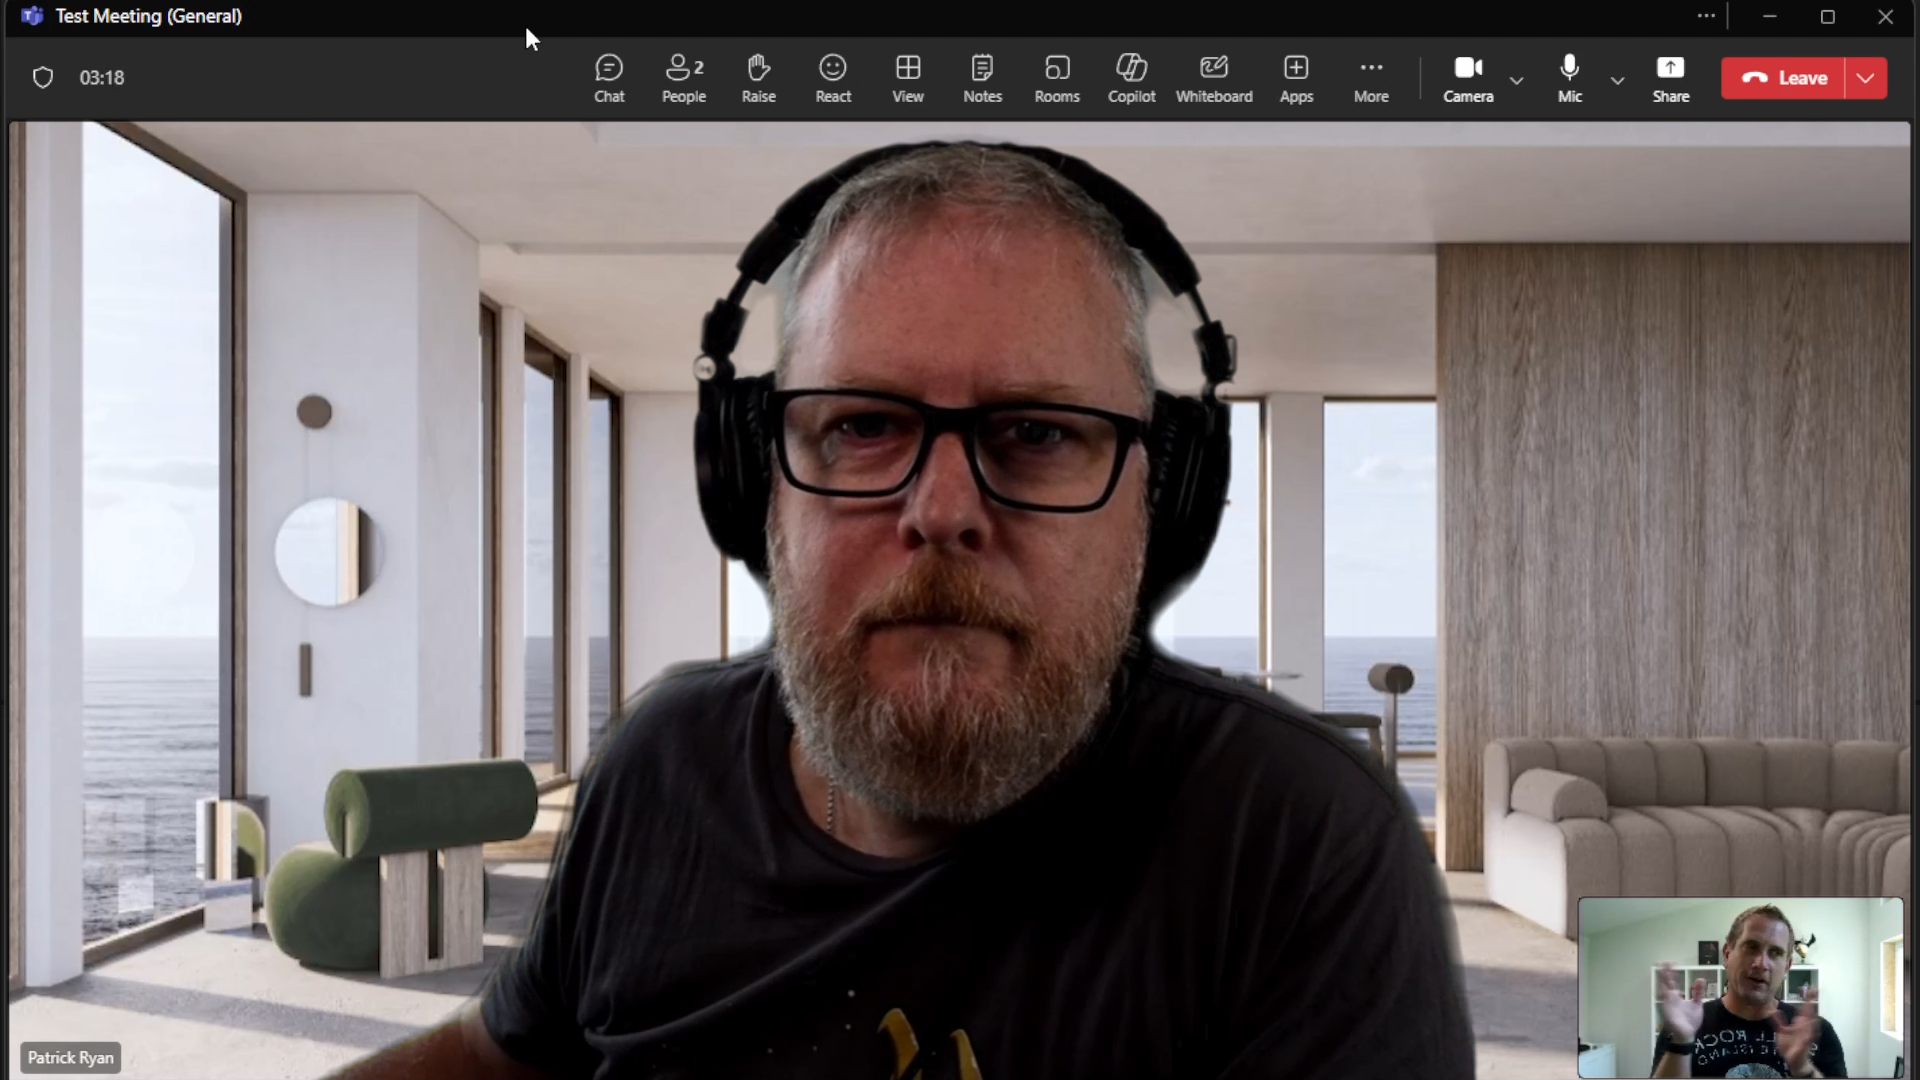 Test Meeting (General)
03:18
Chat
People
2
Raise
React
View
Notes
Rooms
Copilot
Whiteboard
Apps
More
Camera
Mic
Share
Leave
Patrick Ryan
ROCK